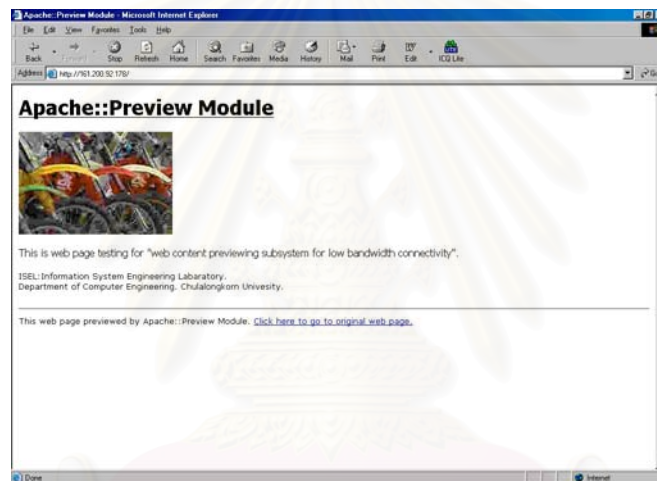 Apache::Preview Module - Microsoft Internet Explorer
File Edit View Favorites Tools Help
Back Forward Stop Refresh Home Search Favorites Media History Mail Print Edit ICQ Lite
Address http://161.200.92.178/
Apache::Preview Module
This is web page testing for "web content previewing subsystem for low bandwidth connectivity".
ISEL:Information System Engineering Labaratory.
Department of Computer Engineering. Chulalongkorn Univesity.
This web page previewed by Apache::Preview Module. Click here to go to original web page.
Done Internet